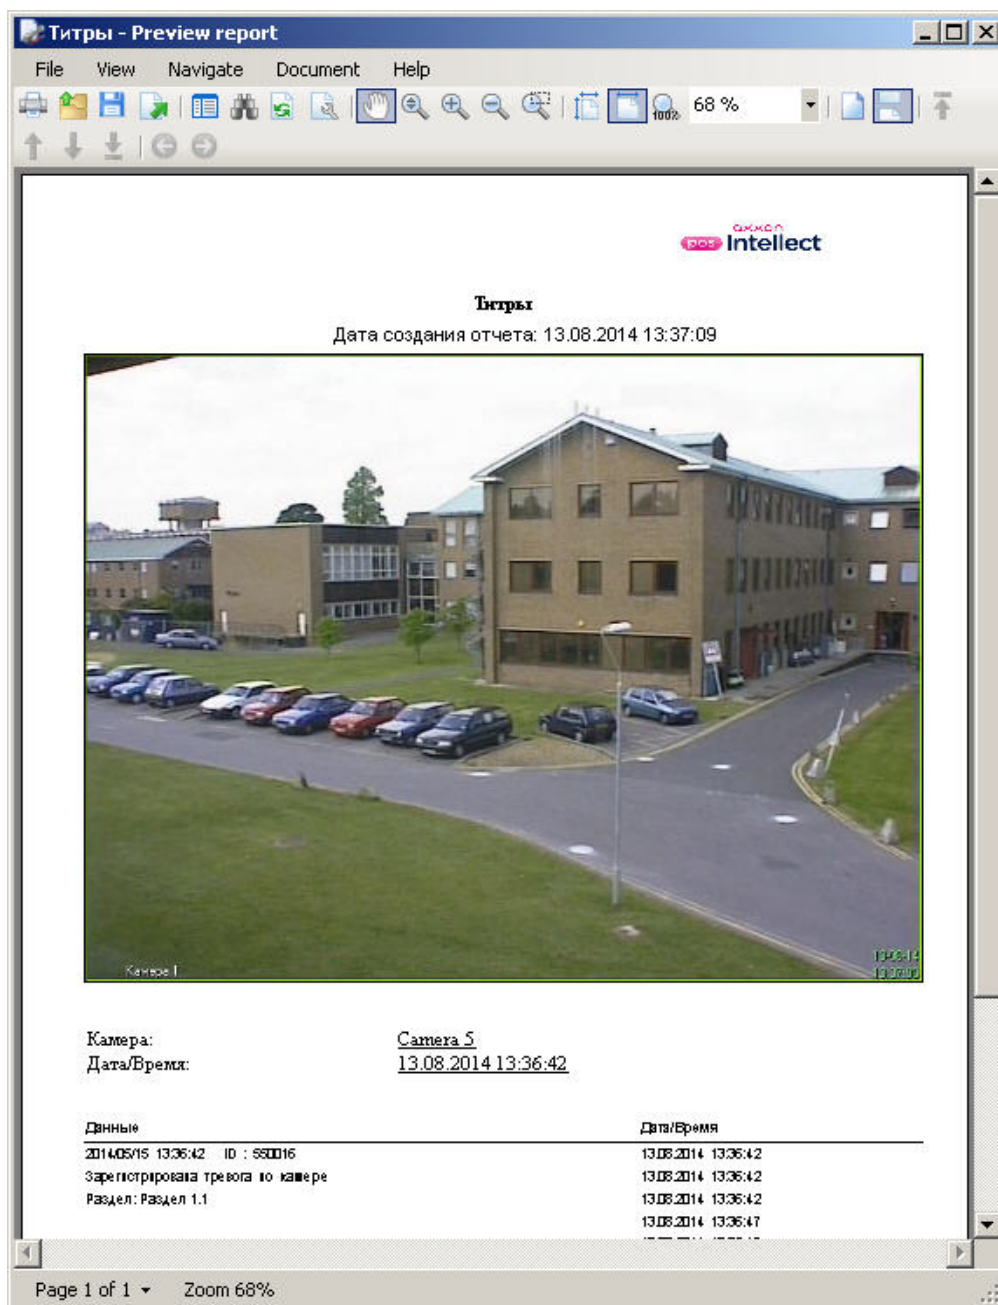 Титры - Preview report
File View Navigate Document Help
100% 68 %
axxon
pos Intellect
Титры
Дата создания отчета: 13.08.2014 13:37:09
Камера 1
Камера: Camera 5
Дата/Время: 13.08.2014 13:36:42
Данные Дата/Время
2014/05/15 13:36:42 ID : 550016 13.08.2014 13:36:42
Зарегистрирована тревога по камере 13.08.2014 13:36:42
Раздел: Раздел 1.1 13.08.2014 13:36:42
13.08.2014 13:36:47
Page 1 of 1 Zoom 68%